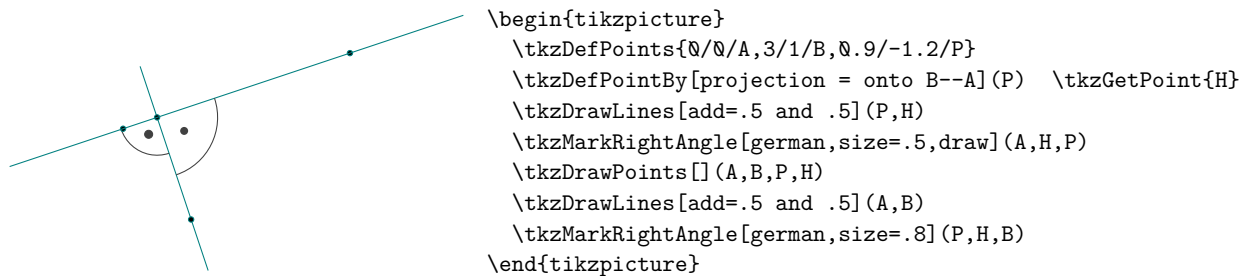 \begin{tikzpicture}
  \tkzDefPoints{0/0/A,3/1/B,0.9/-1.2/P}
  \tkzDefPointBy[projection = onto B--A](P)  \tkzGetPoint{H}
  \tkzDrawLines[add=.5 and .5](P,H)
  \tkzMarkRightAngle[german,size=.5,draw](A,H,P)
  \tkzDrawPoints[](A,B,P,H)
  \tkzDrawLines[add=.5 and .5](A,B)
  \tkzMarkRightAngle[german,size=.8](P,H,B)
\end{tikzpicture}